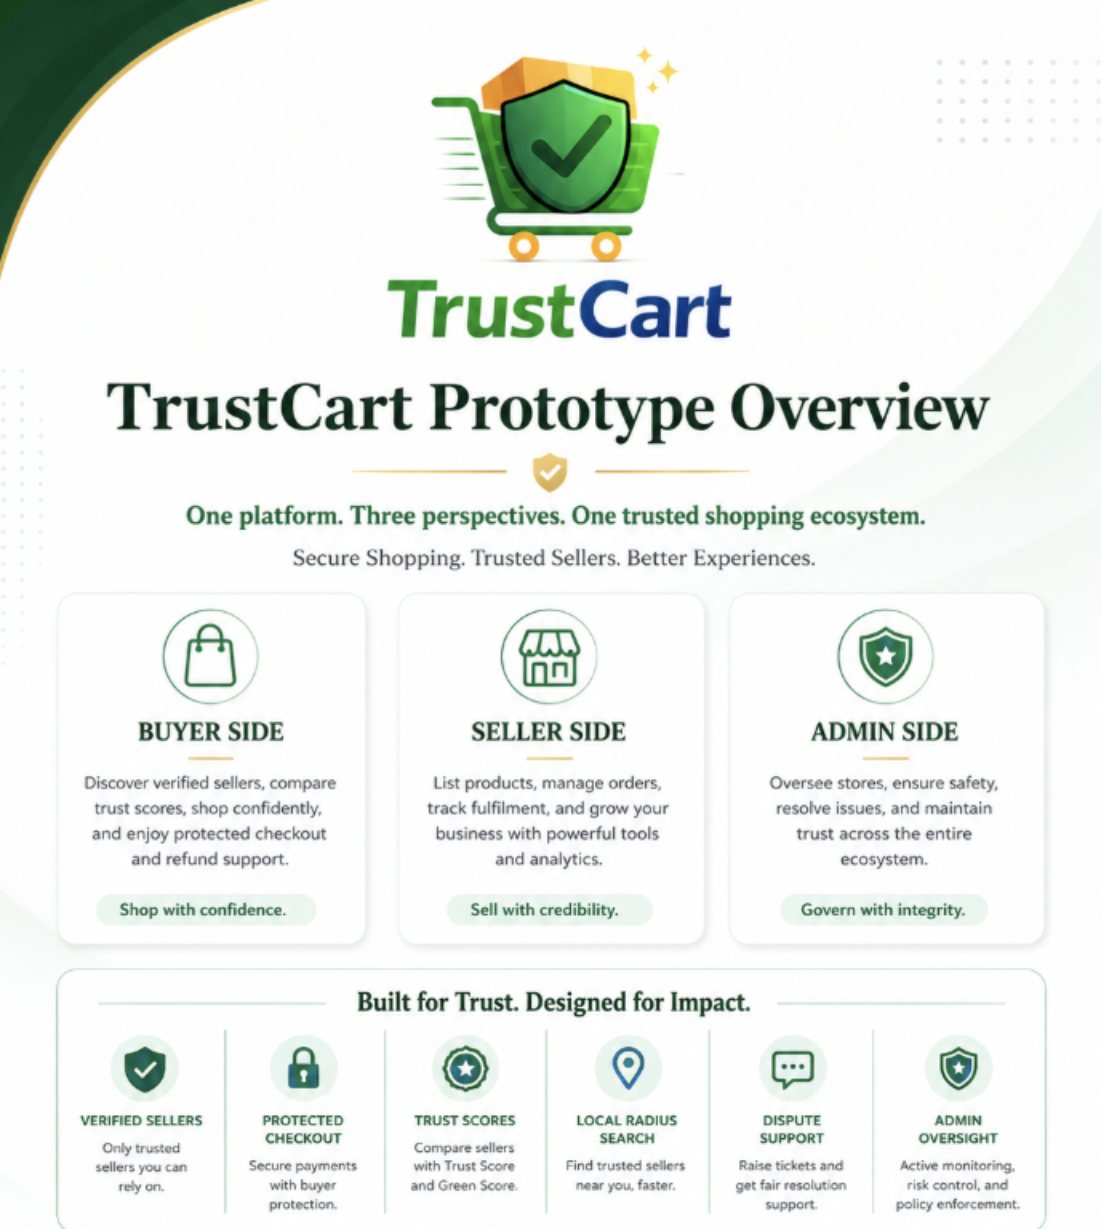 TrustCart
TrustCart Prototype Overview
One platform. Three perspectives. One trusted shopping ecosystem.
Secure Shopping. Trusted Sellers. Better Experiences.
BUYER SIDE
Discover verified sellers, compare
trust scores, shop confidently,
and enjoy protected checkout
and refund support.
Shop with confidence.
SELLER SIDE
List products, manage orders,
track fulfilment, and grow your
business with powerful tools
and analytics.
Sell with credibility.
ADMIN SIDE
Oversee stores, ensure safety,
resolve issues, and maintain
trust across the entire
ecosystem.
Govern with integrity.
Built for Trust. Designed for Impact.
VERIFIED SELLERS
Only trusted
sellers you can
rely on.
PROTECTED
CHECKOUT
Secure payments
with buyer
protection.
TRUST SCORES
Compare sellers
with Trust Score
and Green Score.
LOCAL RADIUS
SEARCH
Find trusted sellers
near you, faster.
DISPUTE
SUPPORT
Raise tickets and
get fair resolution
support.
ADMIN
OVERSIGHT
Active monitoring,
risk control, and
policy enforcement.